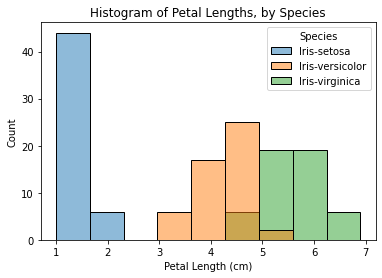 Histogram of Petal Lengths, by Species
Species
Iris-setosa
Iris-versicolor
Iris-virginica
Count
40
30
20
10
0
1 2 3 4 5 6 7
Petal Length (cm)